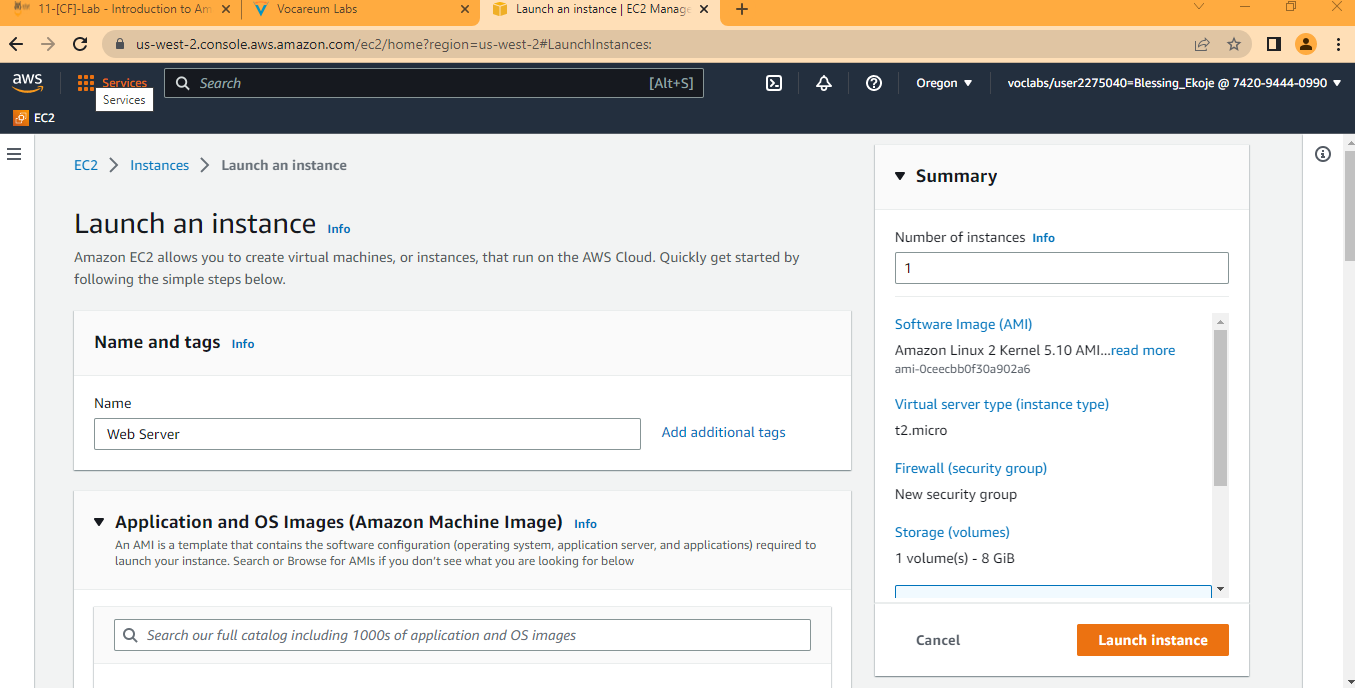 11-[CF]-Lab - Introduction to Am
Vocareum Labs
Launch an instance | EC2 Manage
us-west-2.console.aws.amazon.com/ec2/home?region=us-west-2#LaunchInstances:
aws
Services
Search
[Alt+S]
Oregon
voclabs/user2275040=Blessing_Ekoje @ 7420-9444-0990
Services
EC2
EC2 > Instances > Launch an instance
Launch an instance Info
Amazon EC2 allows you to create virtual machines, or instances, that run on the AWS Cloud. Quickly get started by
following the simple steps below.
Name and tags Info
Name
Web Server
Add additional tags
Application and OS Images (Amazon Machine Image) Info
An AMI is a template that contains the software configuration (operating system, application server, and applications) required to
launch your instance. Search or Browse for AMIs if you don't see what you are looking for below
Search our full catalog including 1000s of application and OS images
Summary
Number of instances Info
1
Software Image (AMI)
Amazon Linux 2 Kernel 5.10 AMI...read more
ami-0ceecbb0f30a902a6
Virtual server type (instance type)
t2.micro
Firewall (security group)
New security group
Storage (volumes)
1 volume(s) - 8 GiB
Cancel
Launch instance